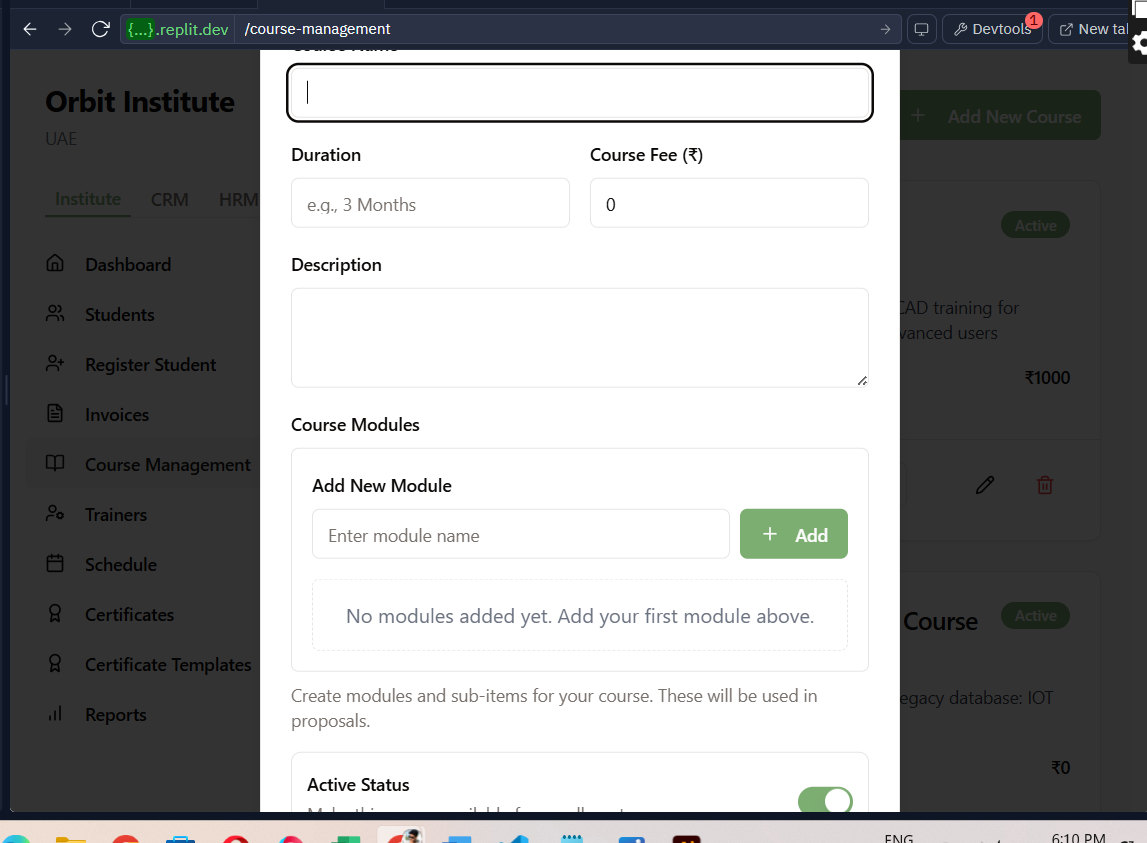 {...}.replit.dev /course-management
Devtools 1
New tab
Orbit Institute
UAE
Institute CRM HRM
Dashboard
Students
Register Student
Invoices
Course Management
Trainers
Schedule
Certificates
Certificate Templates
Reports
Course Name
Duration
Course Fee (₹)
e.g., 3 Months
0
Description
Course Modules
Add New Module
Enter module name
+ Add
No modules added yet. Add your first module above.
Create modules and sub-items for your course. These will be used in
proposals.
Active Status
+ Add New Course
Active
CAD training for
vanced users
₹1000
Course
Active
egacy database: IOT
₹0
ENG
6:10 PM